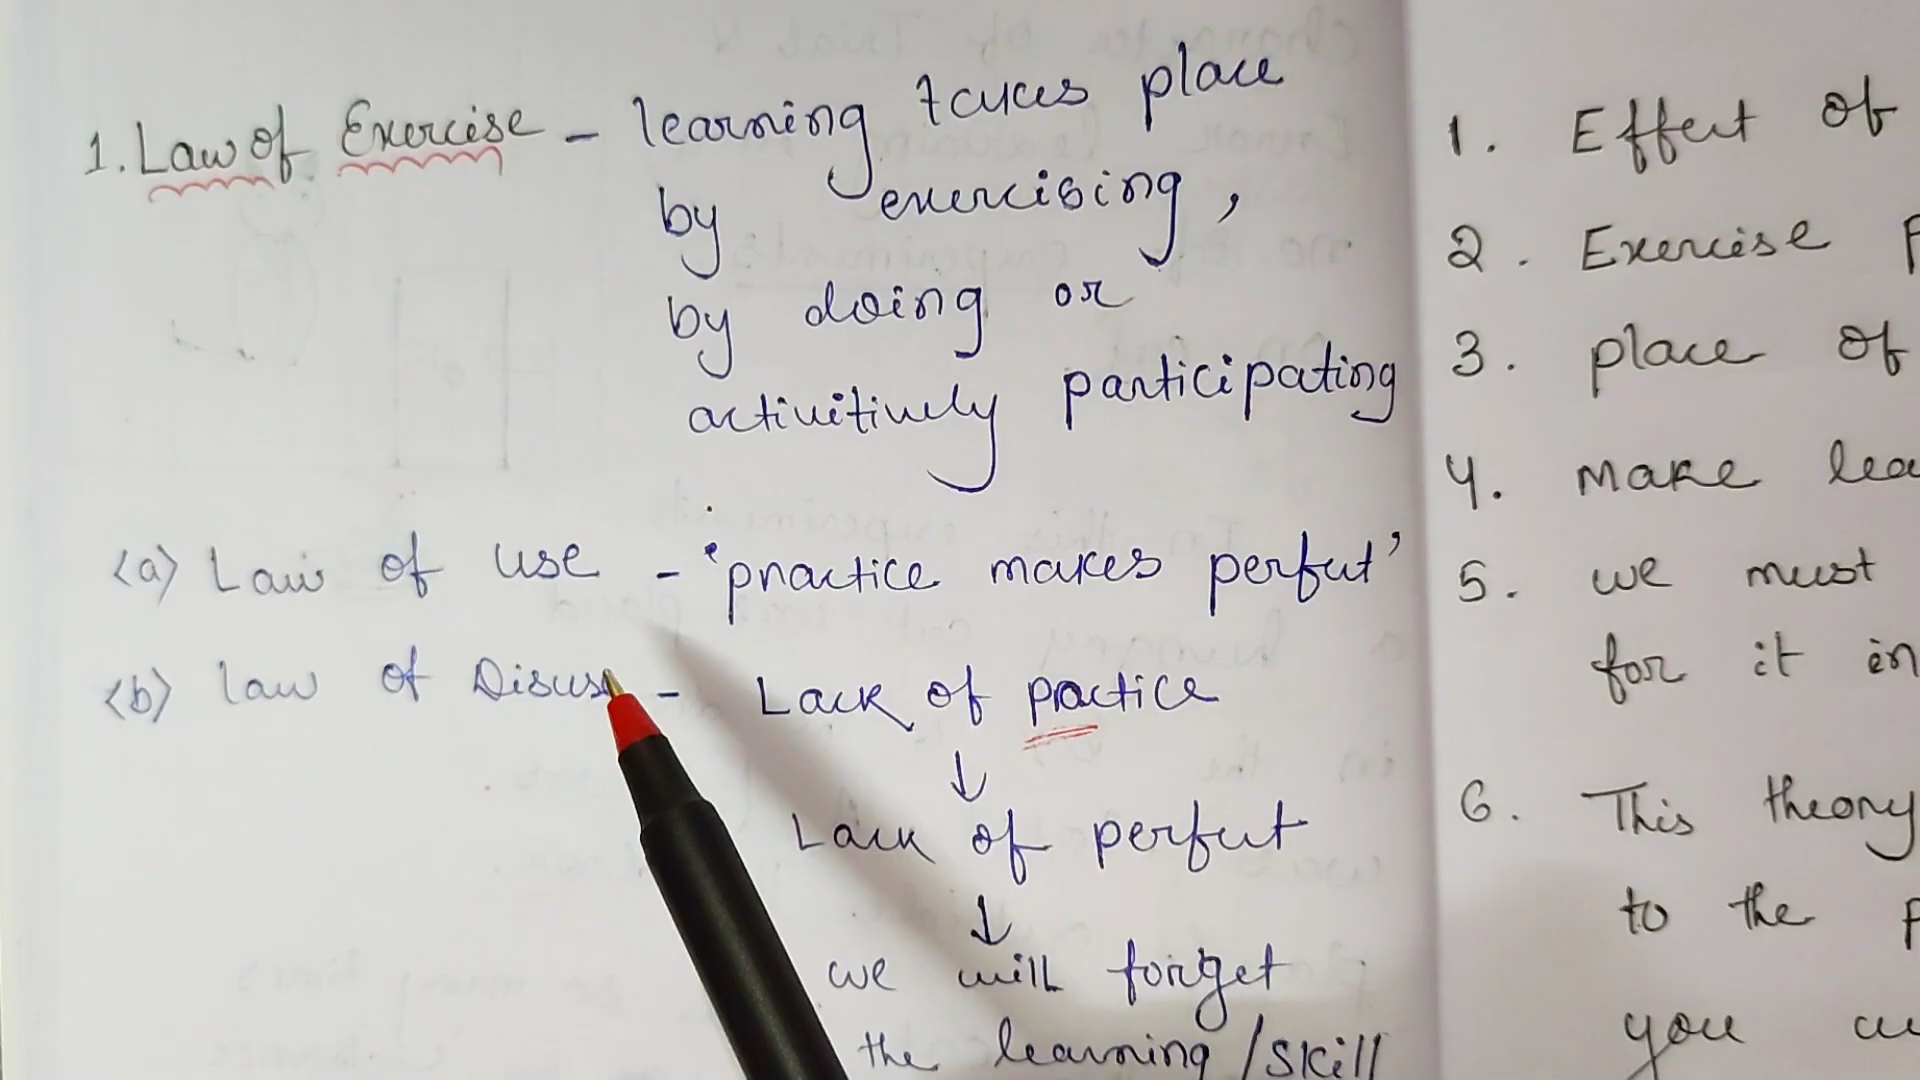 1. Law of Exercise - learning takes place
by exercising,
by doing or
activitively participating
(a) Law of use - 'practice makes perfect'
(b) Law of Disuse - Lack of practice
↓
Lack of perfect
↓
we will forget
the learning/skill
1. Effect of
2. Exercise
3. place of
4. Make lea
5. we must
for it in
6. This theory
to the
you